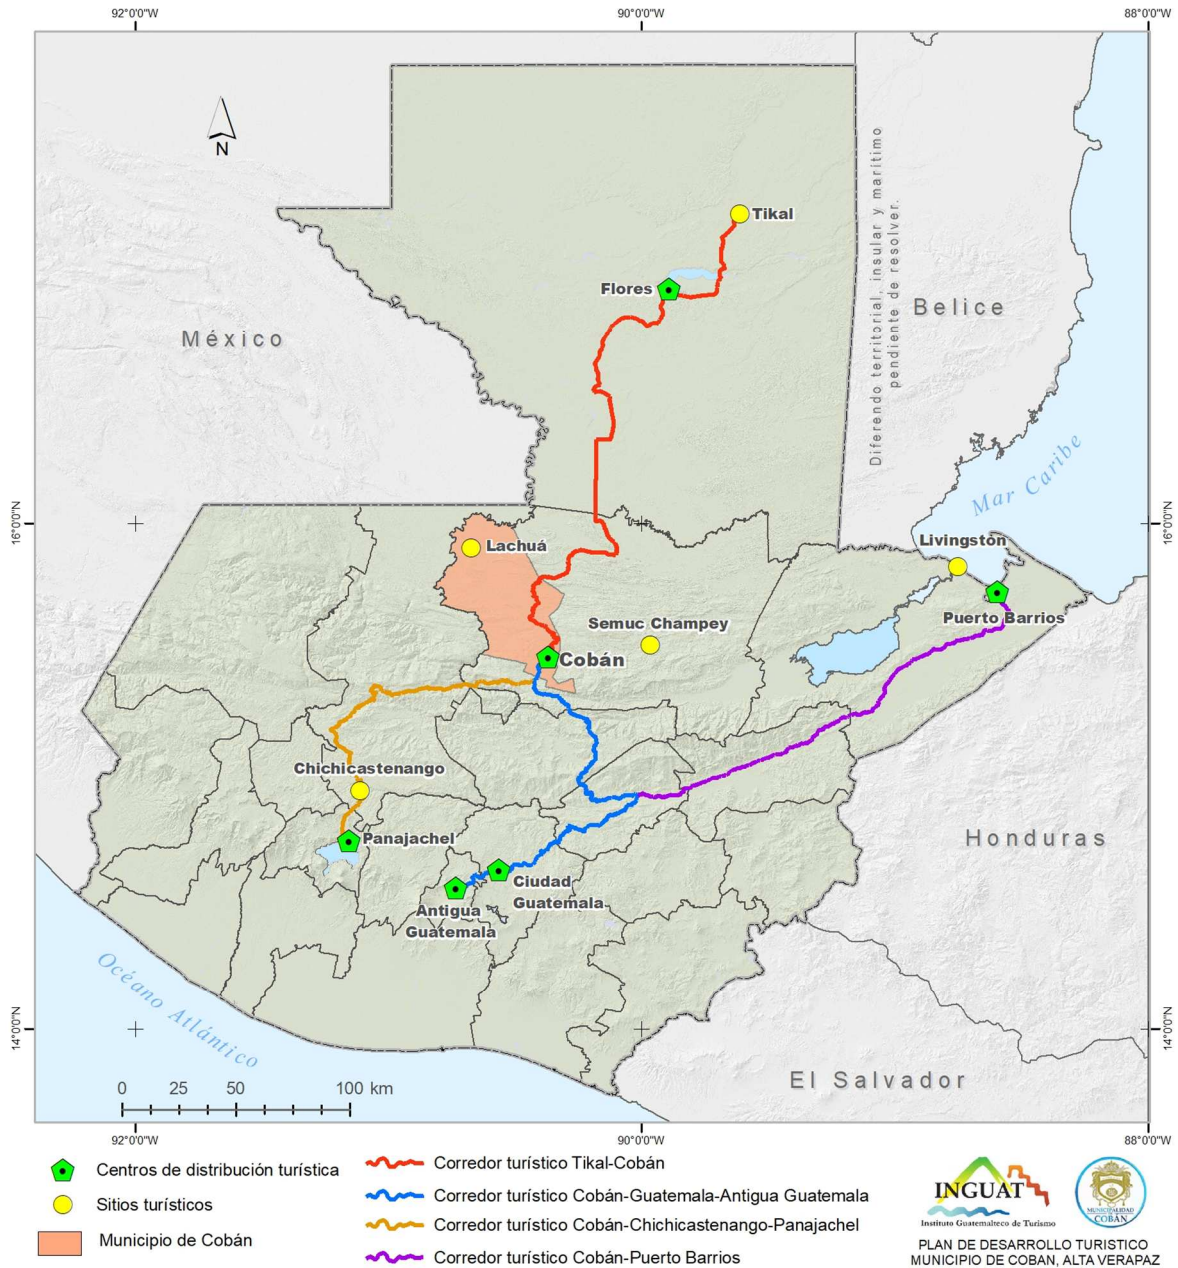 92°0'0"W
90°0'0"W
88°0'0"W
N
Tikal
Flores
México
Belice
Diferendo territorial, insular y marítimo
pendiente de resolver.
Mar Caribe
16°0'0"N
16°0'0"N
Lachuá
Livingston
Semuc Champey
Puerto Barrios
Cobán
Chichicastenango
Panajachel
Honduras
Ciudad
Guatemala
Antigua
Guatemala
Océano Atlántico
14°0'0"N
14°0'0"N
El Salvador
0 25 50 100 km
92°0'0"W
90°0'0"W
88°0'0"W
Centros de distribución turística
Sitios turísticos
Municipio de Cobán
Corredor turístico Tikal-Cobán
Corredor turístico Cobán-Guatemala-Antigua Guatemala
Corredor turístico Cobán-Chichicastenango-Panajachel
Corredor turístico Cobán-Puerto Barrios
INGUAT
Instituto Guatemalteco de Turismo
MUNICIPALIDAD
COBÁN
PLAN DE DESARROLLO TURISTICO
MUNICIPIO DE COBAN, ALTA VERAPAZ